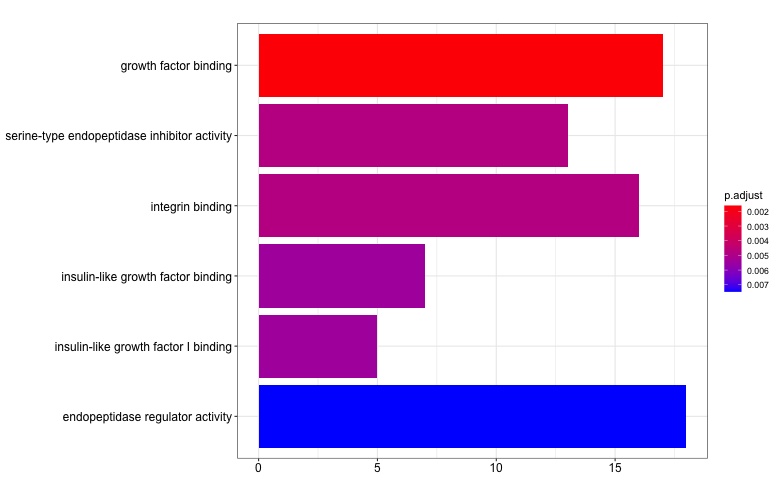 growth factor binding
serine-type endopeptidase inhibitor activity
integrin binding
insulin-like growth factor binding
insulin-like growth factor I binding
endopeptidase regulator activity
0 5 10 15
p.adjust
0.002
0.003
0.004
0.005
0.006
0.007